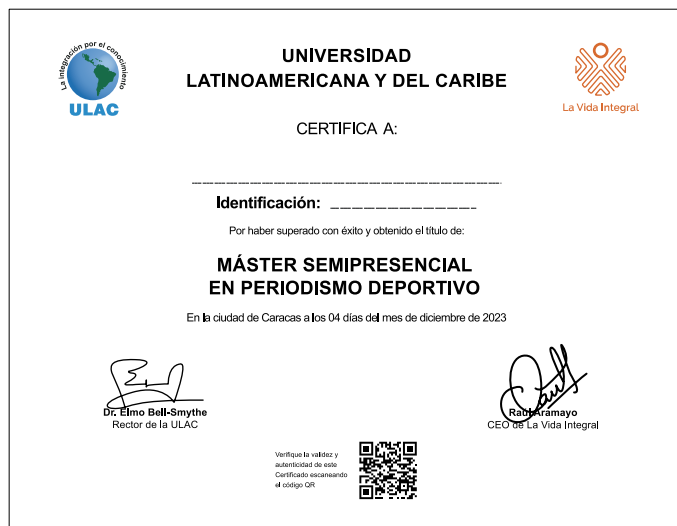 La integración por el conocimiento
ULAC
UNIVERSIDAD
LATINOAMERICANA Y DEL CARIBE
La Vida Integral
CERTIFICA A:
Identificación:
Por haber superado con éxito y obtenido el título de:
MÁSTER SEMIPRESENCIAL
EN PERIODISMO DEPORTIVO
En la ciudad de Caracas a los 04 días del mes de diciembre de 2023
Dr. Elmo Bell-Smythe
Rector de la ULAC
Raúl Aramayo
CEO de La Vida Integral
Verifique la validez y
autenticidad de este
Certificado escaneando
el código QR